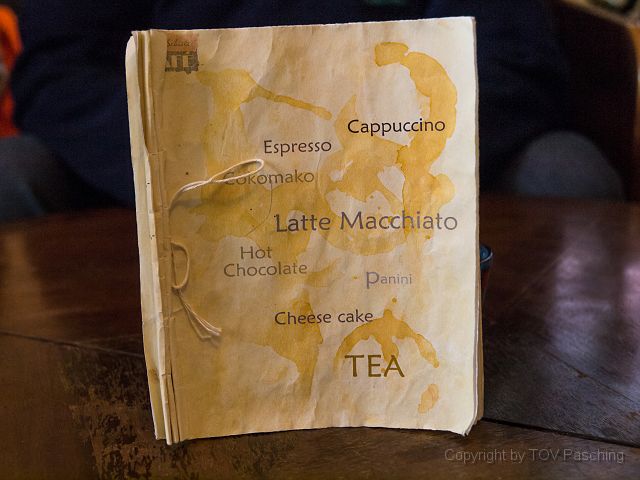 Cappuccino
Espresso
Cokomako
Latte Macchiato
Hot
Chocolate
Panini
Cheese cake
TEA
Copyright by TOV Pasching